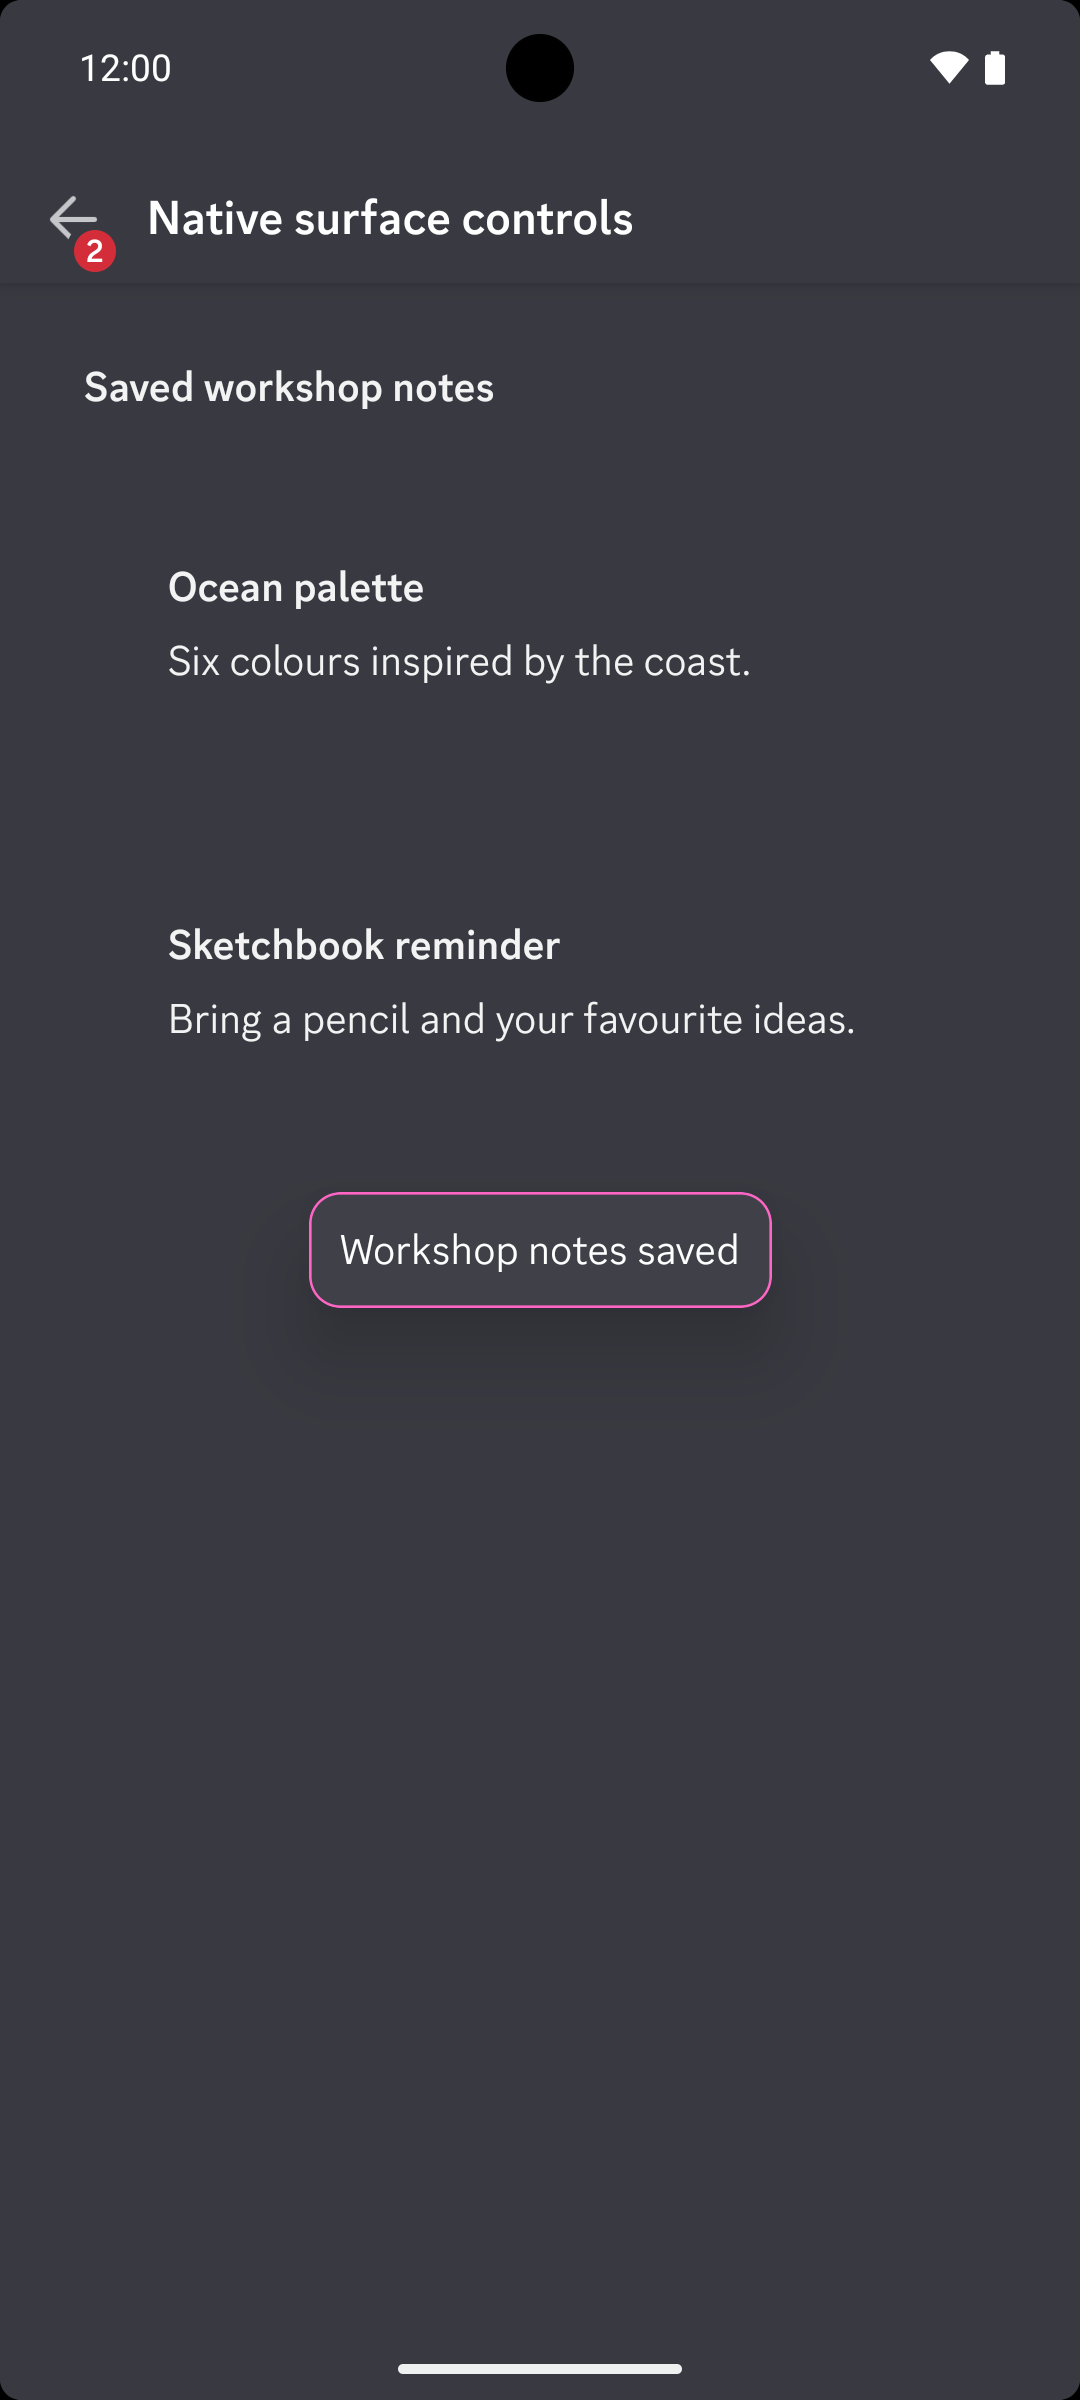 12:00
Native surface controls
2
Saved workshop notes
Ocean palette
Six colours inspired by the coast.
Sketchbook reminder
Bring a pencil and your favourite ideas.
Workshop notes saved